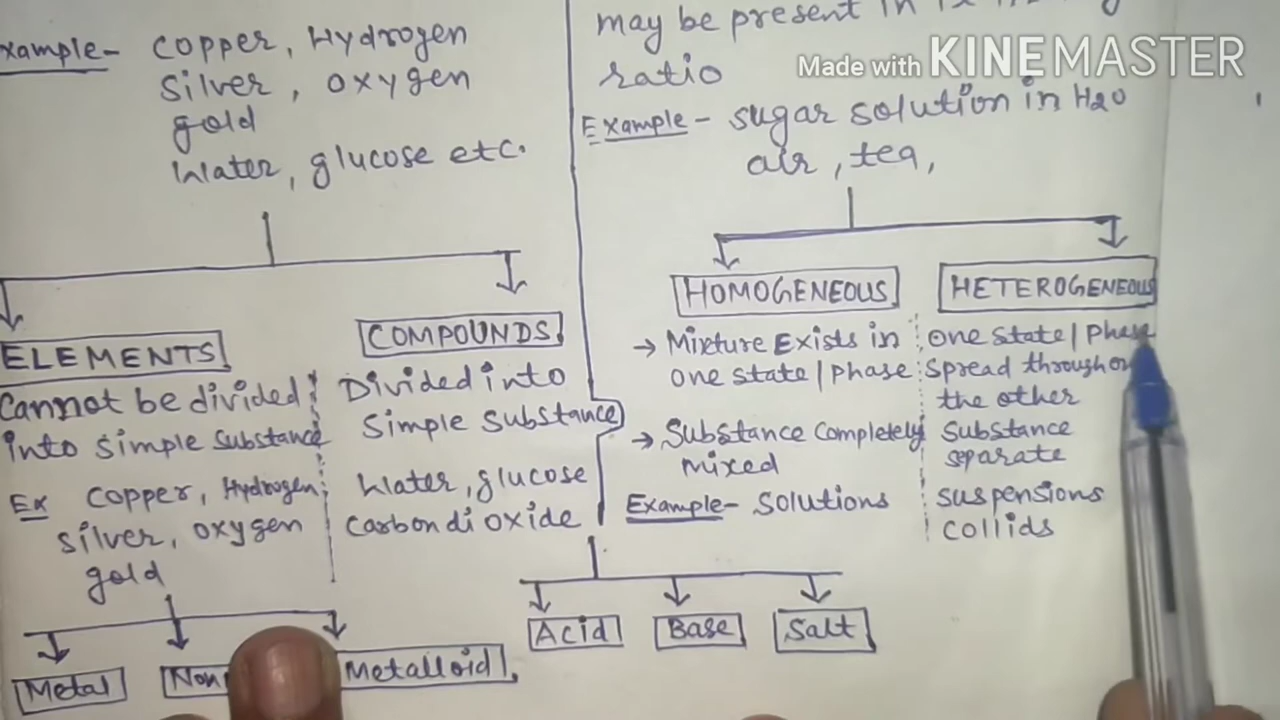 Example- Copper, Hydrogen
Silver, oxygen
gold
Water, glucose etc.
ELEMENTS
Cannot be divided
into simple substance
Ex Copper, Hydrogen
Silver, oxygen
gold
Metal
Non
Metalloid
COMPOUNDS
Divided into
Simple substance
Water, glucose
Carbon di oxide
Acid
Base
Salt
may be present in
ratio
Example- Sugar solution in H2O
air, tea,
HOMOGENEOUS
→ Mixture Exists in
one state/phase
→ Substance Completely
mixed
Example- Solutions
HETEROGENEOUS
one state/phase
Spread through on
the other
Substance
separate
Suspensions
Collids
Made with KINEMASTER